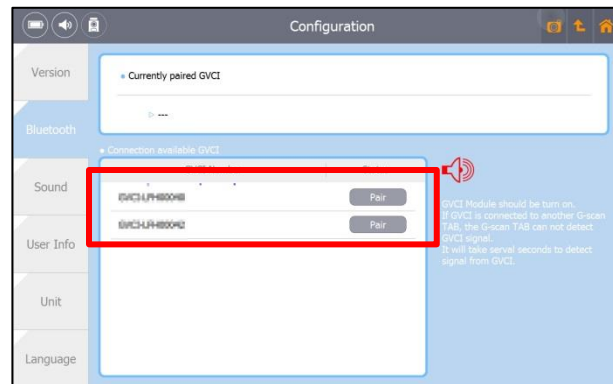 Configuration
Version
Bluetooth
Sound
User Info
Unit
Language
• Currently paired GVCI
▷ ---
• Connection available GVCI
Pair
Pair
GVCI Module should be turn on.
If GVCI is connected to another G-scan
TAB, the G-scan TAB can not detect
GVCI signal.
It will take serval seconds to detect
signal from GVCI.